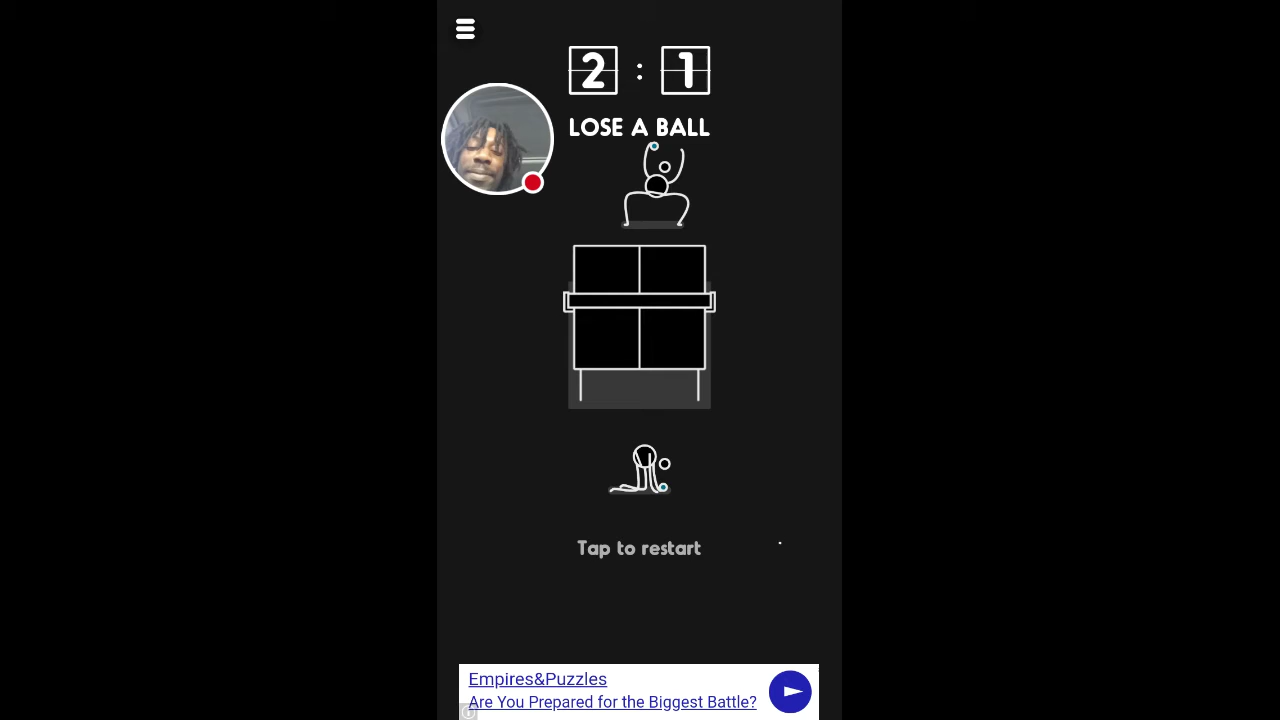 2 : 1
LOSE A BALL
Tap to restart
Empires&Puzzles
Are You Prepared for the Biggest Battle?